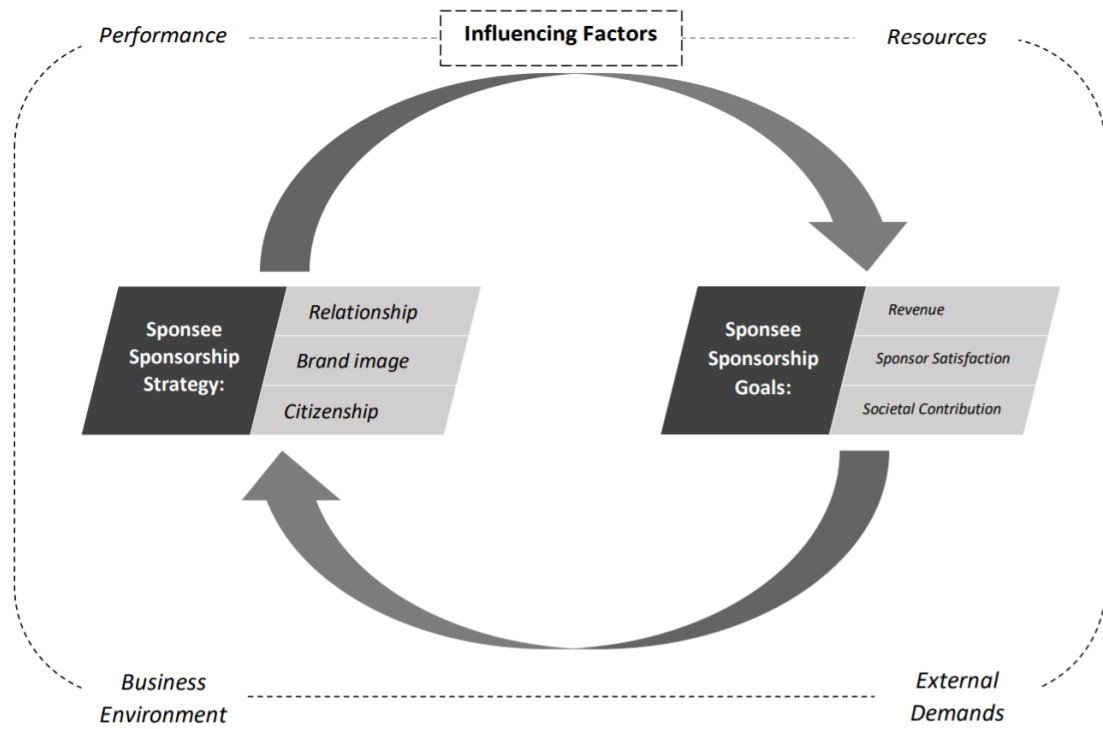 Performance
Influencing Factors
Resources
Sponsee
Sponsorship
Strategy:
Relationship
Brand image
Citizenship
Sponsee
Sponsorship
Goals:
Revenue
Sponsor Satisfaction
Societal Contribution
Business
Environment
External
Demands